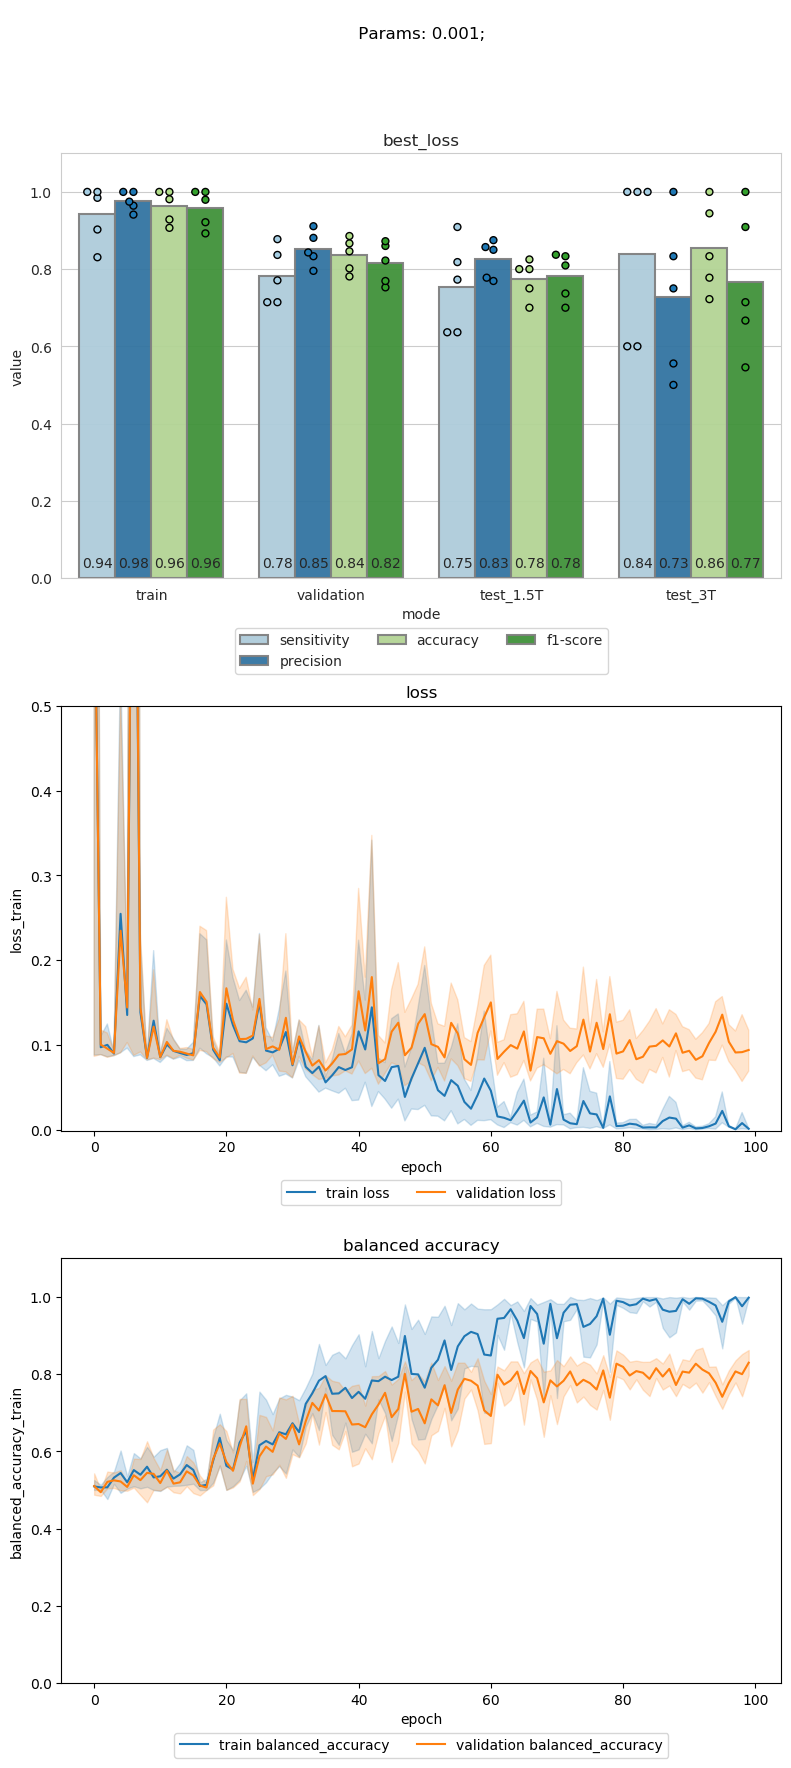 Params: 0.001;
best_loss
1.0
0.8
0.6
0.4
0.2
0.0
value
0.94 0.98 0.96 0.96 0.78 0.85 0.84 0.82 0.75 0.83 0.78 0.78 0.84 0.73 0.86 0.77
train validation test_1.5T test_3T
mode
sensitivity accuracy f1-score
precision
loss
0.5
0.4
0.3
0.2
0.1
0.0
loss_train
0 20 40 60 80 100
epoch
train loss validation loss
balanced accuracy
1.0
0.8
0.6
0.4
0.2
0.0
balanced_accuracy_train
0 20 40 60 80 100
epoch
train balanced_accuracy validation balanced_accuracy